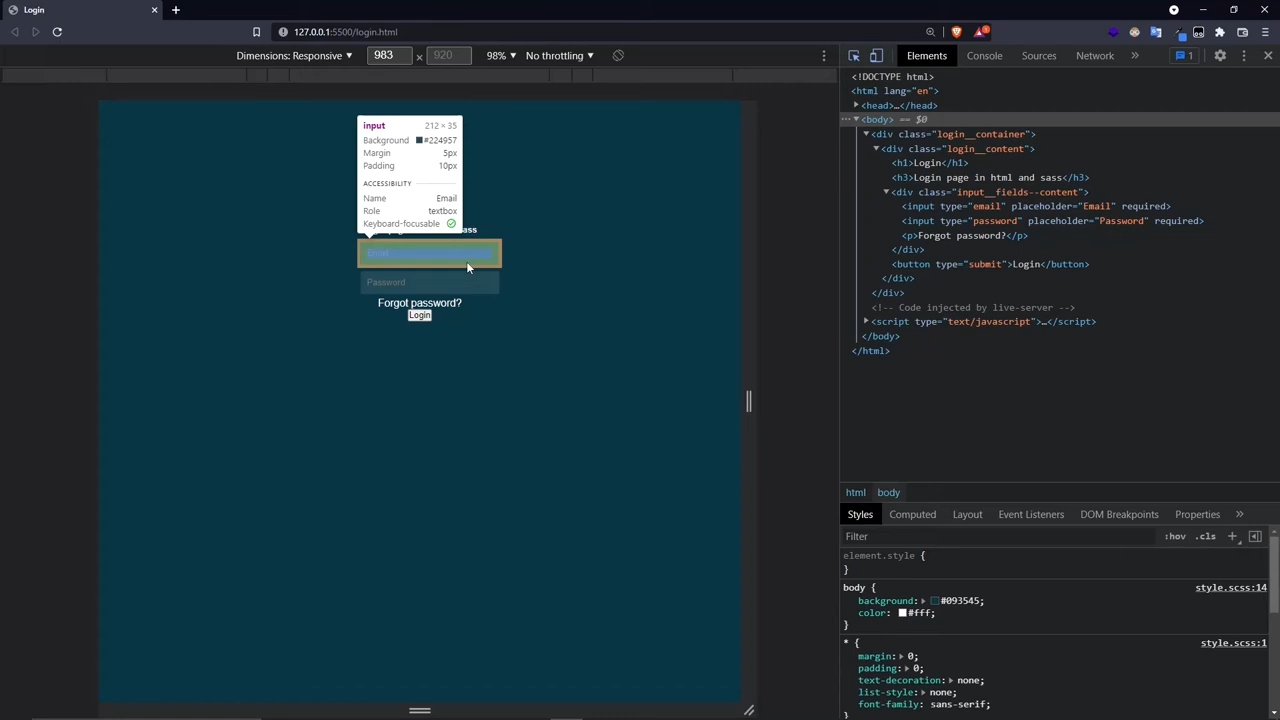 Login
127.0.0.1:5500/login.html
1
Dimensions: Responsive
983
×
920
98%
No throttling
Elements
Console
Sources
Network
1
input
212 × 35
Background
#224957
Margin
5px
Padding
10px
ACCESSIBILITY
Name
Email
Role
textbox
Keyboard-focusable
ass
Email
Password
Forgot password?
Login
<!DOCTYPE html>
<html lang="en">
<head>…</head>
<body> == $0
<div class="login__container">
<div class="login__content">
<h1>Login</h1>
<h3>Login page in html and sass</h3>
<div class="input__fields--content">
<input type="email" placeholder="Email" required>
<input type="password" placeholder="Password" required>
<p>Forgot password?</p>
</div>
<button type="submit">Login</button>
</div>
</div>
<!-- Code injected by live-server -->
<script type="text/javascript">…</script>
</body>
</html>
html
body
Styles
Computed
Layout
Event Listeners
DOM Breakpoints
Properties
Filter
:hov
.cls
element.style {
}
body {
style.scss:14
background: #093545;
color: #fff;
}
* {
style.scss:1
margin: 0;
padding: 0;
text-decoration: none;
list-style: none;
font-family: sans-serif;